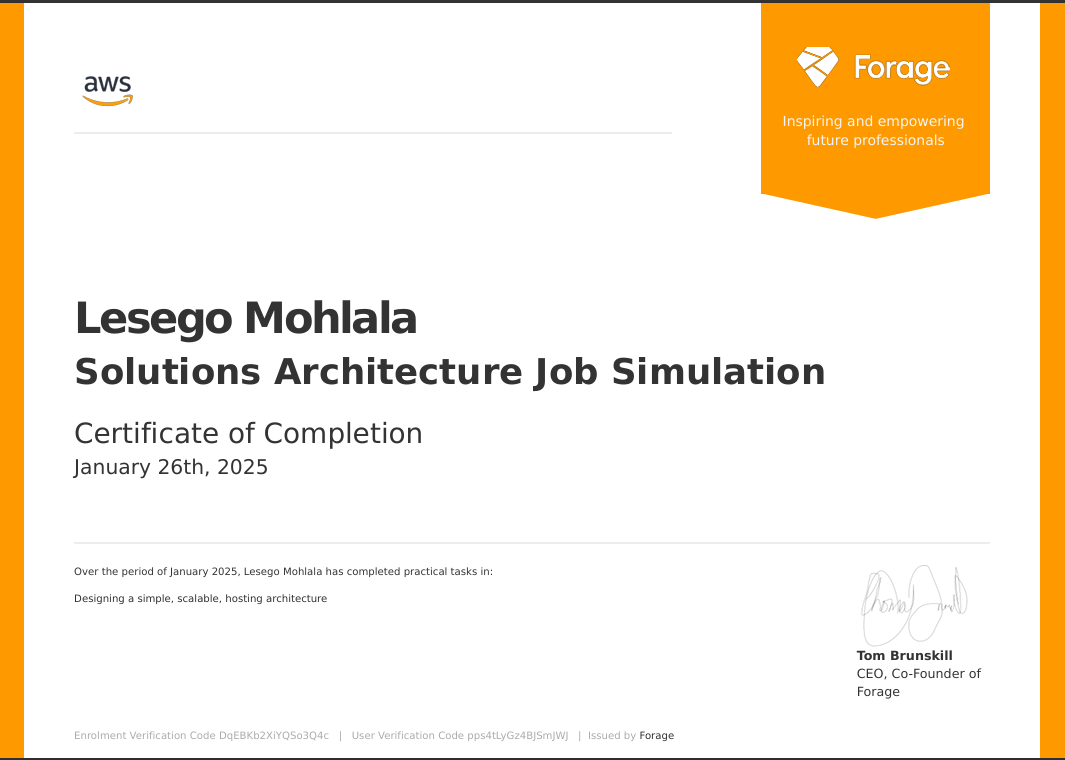 aws
Forage
Inspiring and empowering
future professionals
Lesego Mohlala
Solutions Architecture Job Simulation
Certificate of Completion
January 26th, 2025
Over the period of January 2025, Lesego Mohlala has completed practical tasks in:
Designing a simple, scalable, hosting architecture
Tom Brunskill
CEO, Co-Founder of
Forage
Enrolment Verification Code DqEBKb2XiYQSo3Q4c | User Verification Code pps4tLyGz4BJSmJWJ | Issued by Forage